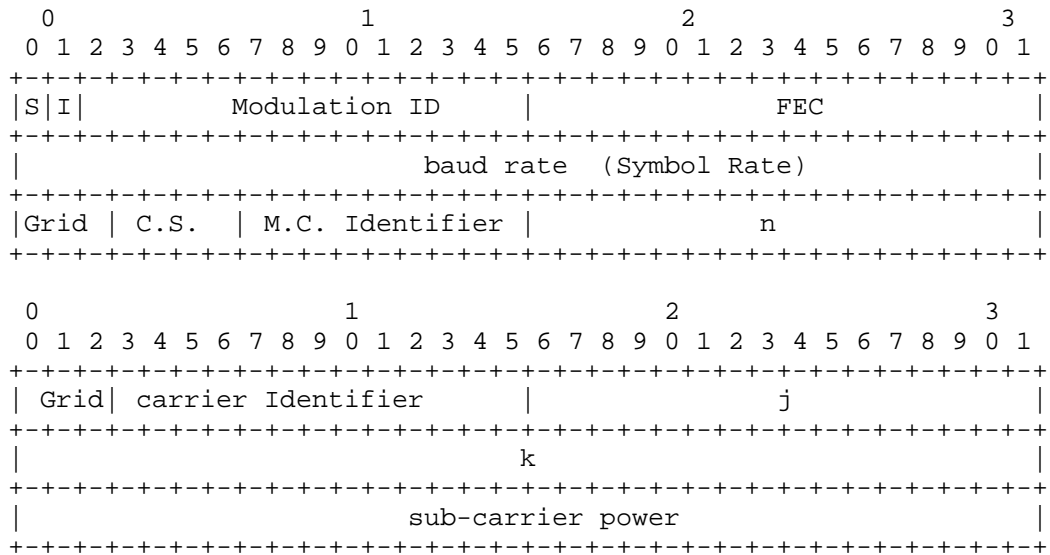 0                   1                   2                   3
 0 1 2 3 4 5 6 7 8 9 0 1 2 3 4 5 6 7 8 9 0 1 2 3 4 5 6 7 8 9 0 1
+-+-+-+-+-+-+-+-+-+-+-+-+-+-+-+-+-+-+-+-+-+-+-+-+-+-+-+-+-+-+-+-+
|S|I|         Modulation ID     |               FEC             |
+-+-+-+-+-+-+-+-+-+-+-+-+-+-+-+-+-+-+-+-+-+-+-+-+-+-+-+-+-+-+-+-+
|                         baud rate  (Symbol Rate)              |
+-+-+-+-+-+-+-+-+-+-+-+-+-+-+-+-+-+-+-+-+-+-+-+-+-+-+-+-+-+-+-+-+
|Grid | C.S.  | M.C. Identifier |              n                |
+-+-+-+-+-+-+-+-+-+-+-+-+-+-+-+-+-+-+-+-+-+-+-+-+-+-+-+-+-+-+-+-+

 0                   1                   2                   3
 0 1 2 3 4 5 6 7 8 9 0 1 2 3 4 5 6 7 8 9 0 1 2 3 4 5 6 7 8 9 0 1
+-+-+-+-+-+-+-+-+-+-+-+-+-+-+-+-+-+-+-+-+-+-+-+-+-+-+-+-+-+-+-+-+
| Grid| carrier Identifier      |               j               |
+-+-+-+-+-+-+-+-+-+-+-+-+-+-+-+-+-+-+-+-+-+-+-+-+-+-+-+-+-+-+-+-+
|                               k                               |
+-+-+-+-+-+-+-+-+-+-+-+-+-+-+-+-+-+-+-+-+-+-+-+-+-+-+-+-+-+-+-+-+
|                        sub-carrier power                      |
+-+-+-+-+-+-+-+-+-+-+-+-+-+-+-+-+-+-+-+-+-+-+-+-+-+-+-+-+-+-+-+-+